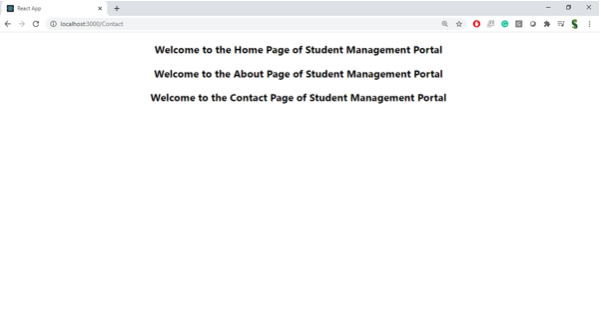 React App
localhost:3000/Contact
Welcome to the Home Page of Student Management Portal
Welcome to the About Page of Student Management Portal
Welcome to the Contact Page of Student Management Portal